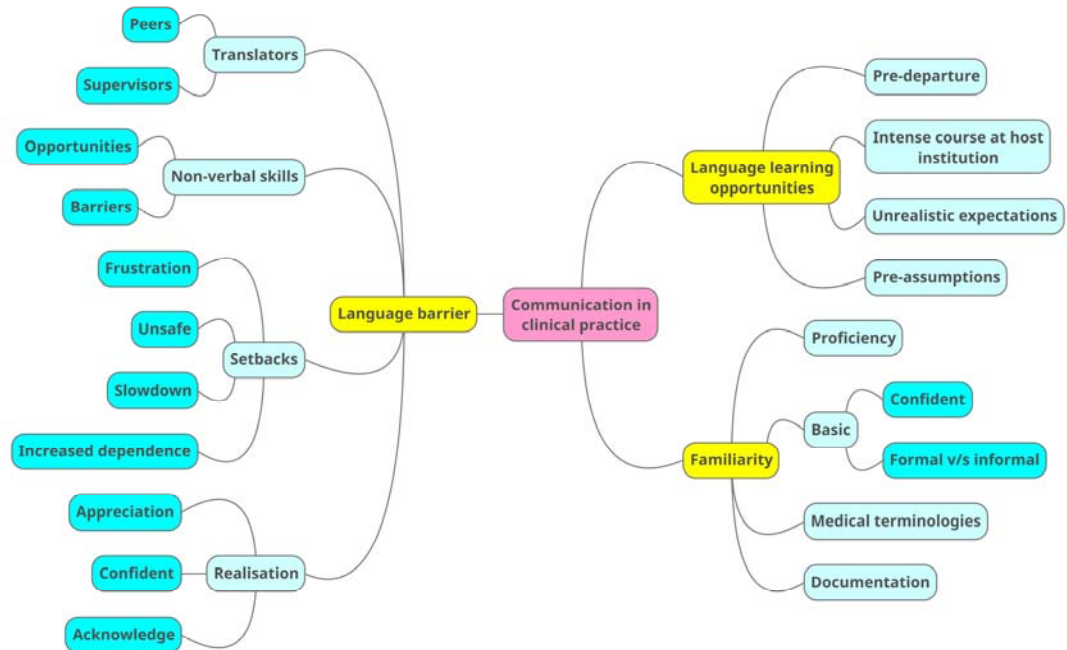 Peers
Translators
Supervisors
Opportunities
Non-verbal skills
Barriers
Frustration
Unsafe
Setbacks
Slowdown
Increased dependence
Appreciation
Confident
Realisation
Acknowledge
Language barrier
Communication in
clinical practice
Language learning
opportunities
Pre-departure
Intense course at host
institution
Unrealistic expectations
Pre-assumptions
Familiarity
Proficiency
Basic
Confident
Formal v/s informal
Medical terminologies
Documentation